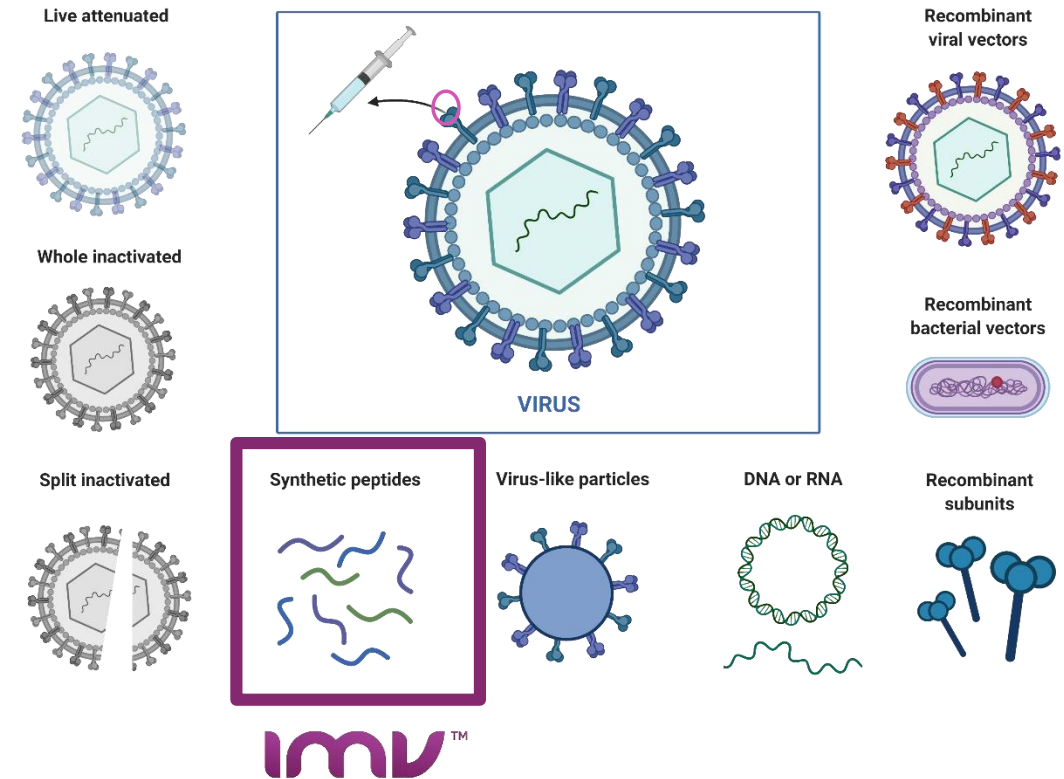 Live attenuated
Recombinant
viral vectors
Whole inactivated
Recombinant
bacterial vectors
VIRUS
Split inactivated
Synthetic peptides
Virus-like particles
DNA or RNA
Recombinant
subunits
imv™